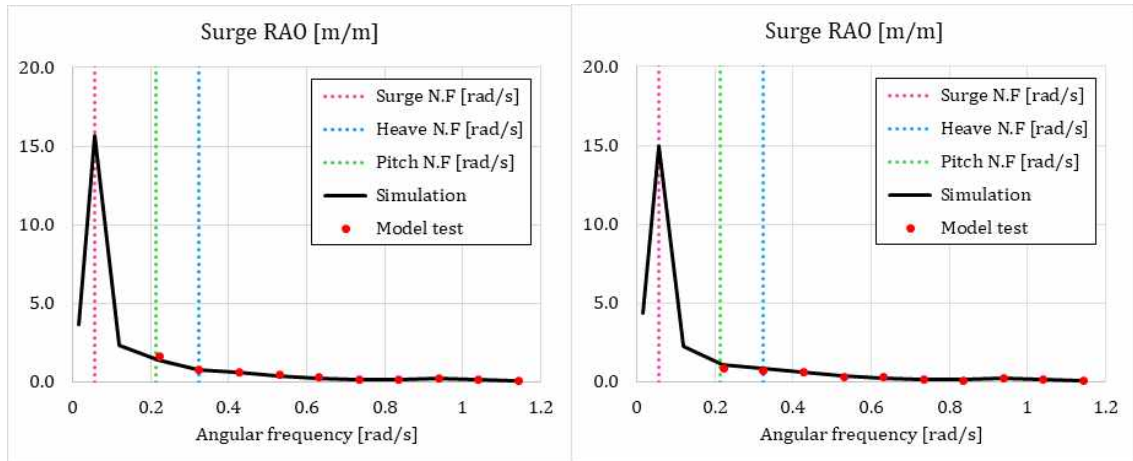 Surge RAO [m/m]
20.0
15.0
10.0
5.0
0.0
0 0.2 0.4 0.6 0.8 1 1.2
Angular frequency [rad/s]
Surge N.F [rad/s]
Heave N.F [rad/s]
Pitch N.F [rad/s]
Simulation
Model test
Surge RAO [m/m]
20.0
15.0
10.0
5.0
0.0
0 0.2 0.4 0.6 0.8 1 1.2
Angular frequency [rad/s]
Surge N.F [rad/s]
Heave N.F [rad/s]
Pitch N.F [rad/s]
Simulation
Model test